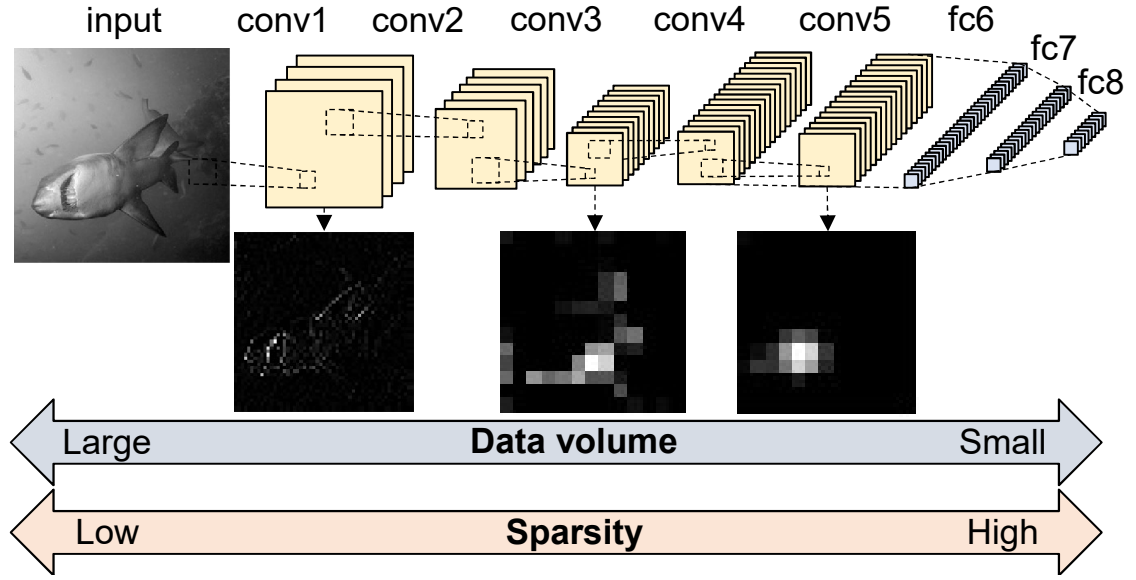 input conv1 conv2 conv3 conv4 conv5 fc6
fc7
fc8
Large Data volume Small
Low Sparsity High